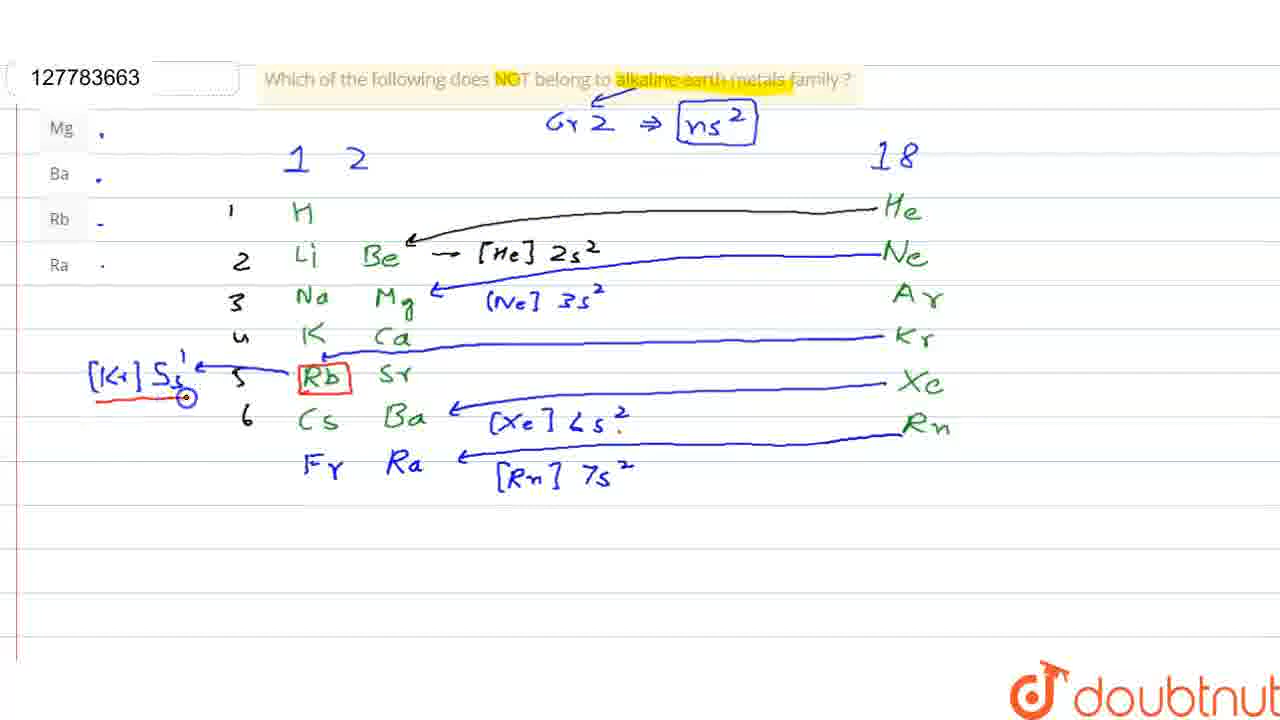 127783663 Which of the following does NOT belong to alkaline earth metals family ?
Gr 2 ⇒ ns²
Mg
1 2 18
Ba
1 H He
Rb
2 Li Be → [He] 2s² Ne
Ra
3 Na Mg [Ne] 3s² Ar
4 K Ca Kr
[Kr] 5s¹ 5 Rb Sr Xe
6 Cs Ba [Xe] 6s² Rn
Fr Ra [Rn] 7s²
doubtnut